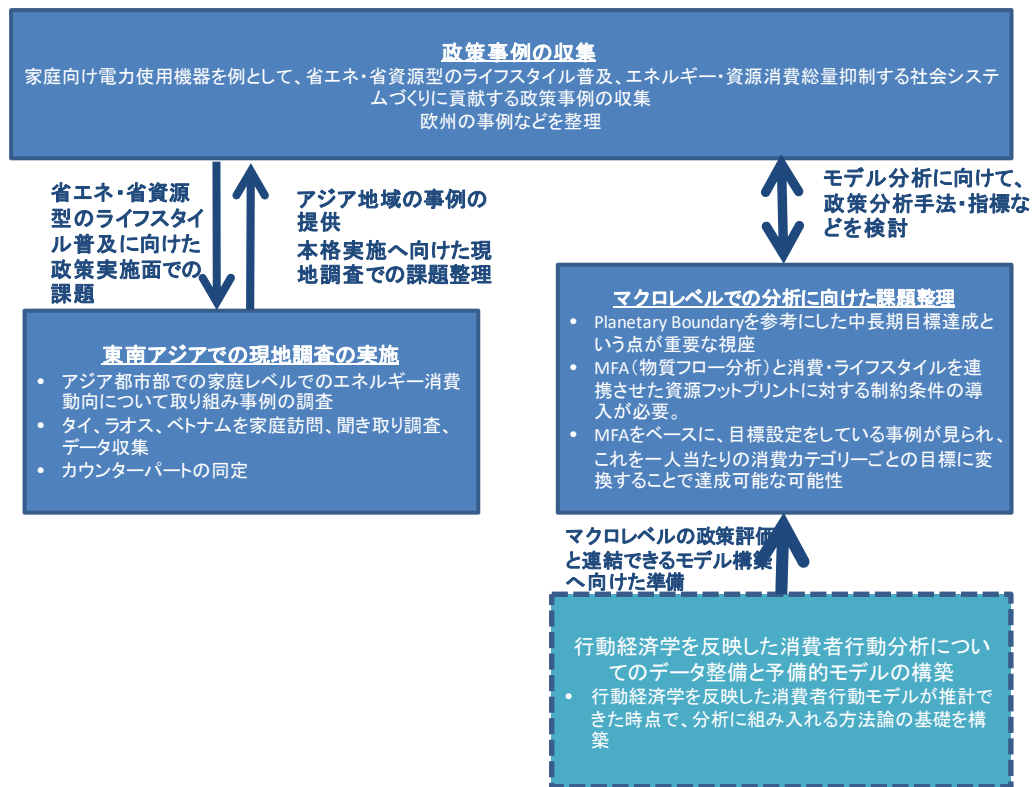 政策事例の収集
家庭向け電力使用機器を例として、省エネ・省資源型のライフスタイル普及、エネルギー・資源消費総量抑制する社会システ
ムづくりに貢献する政策事例の収集
欧州の事例などを整理
省エネ・省資源
型のライフスタイ
ル普及に向けた
政策実施面での
課題
アジア地域の事例の
提供
本格実施へ向けた現
地調査での課題整理
モデル分析に向けて、
政策分析手法・指標な
どを検討
東南アジアでの現地調査の実施
• アジア都市部での家庭レベルでのエネルギー消費
動向について取り組み事例の調査
• タイ、ラオス、ベトナムを家庭訪問、聞き取り調査、
データ収集
• カウンターパートの同定
マクロレベルでの分析に向けた課題整理
• Planetary Boundaryを参考にした中長期目標達成と
いう点が重要な視座
• MFA（物質フロー分析）と消費・ライフスタイルを連
携させた資源フットプリントに対する制約条件の導
入が必要。
• MFAをベースに、目標設定をしている事例が見られ、
これを一人当たりの消費カテゴリーごとの目標に変
換することで達成可能な可能性
マクロレベルの政策評価
と連結できるモデル構築
へ向けた準備
行動経済学を反映した消費者行動分析につい
てのデータ整備と予備的モデルの構築
• 行動経済学を反映した消費者行動モデルが推計で
きた時点で、分析に組み入れる方法論の基礎を構
築